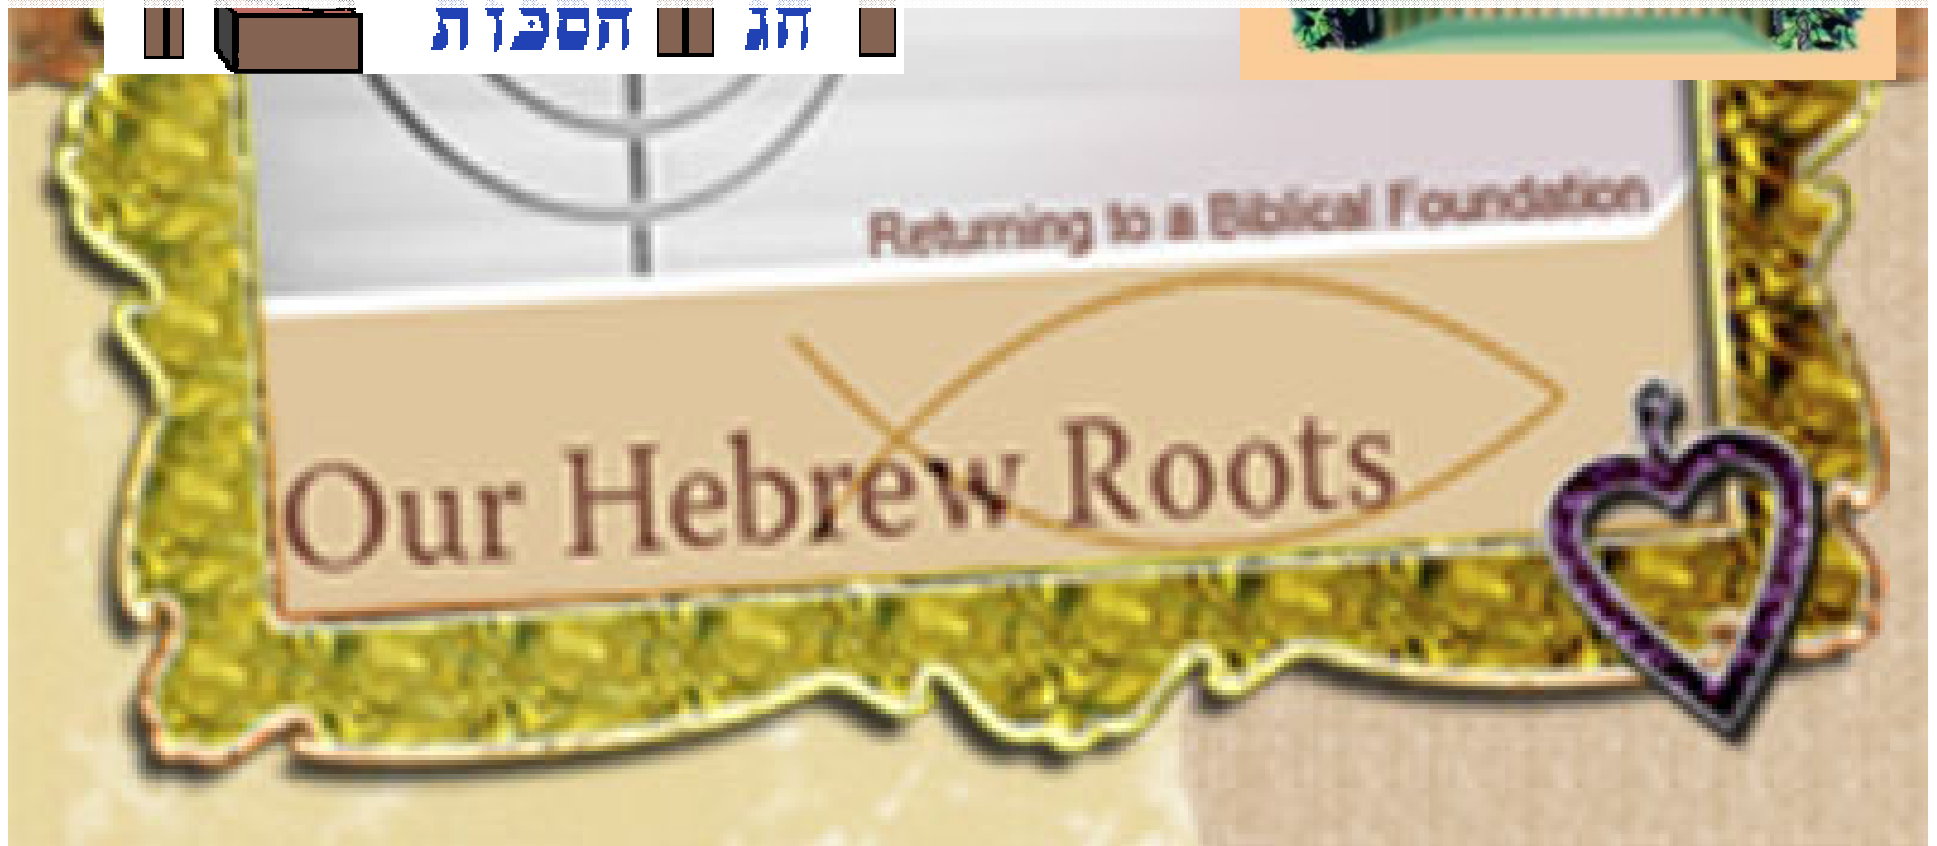 חג הסכות
Returning to a Biblical Foundation
Our Hebrew Roots